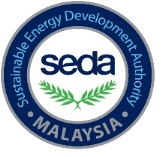 Sustainable Energy Development Authority
seda
• MALAYSIA •